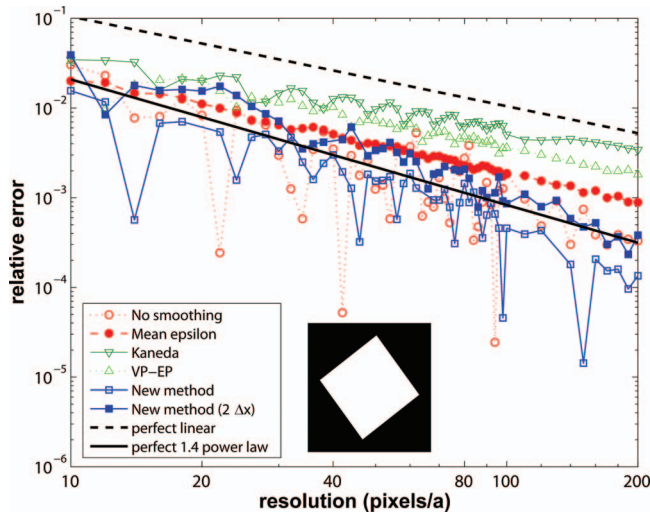 10⁻¹
10⁻²
10⁻³
10⁻⁴
10⁻⁵
10⁻⁶
relative error
No smoothing
Mean epsilon
Kaneda
VP-EP
New method
New method (2 Δx)
perfect linear
perfect 1.4 power law
10 20 40 60 80 100 200
resolution (pixels/a)